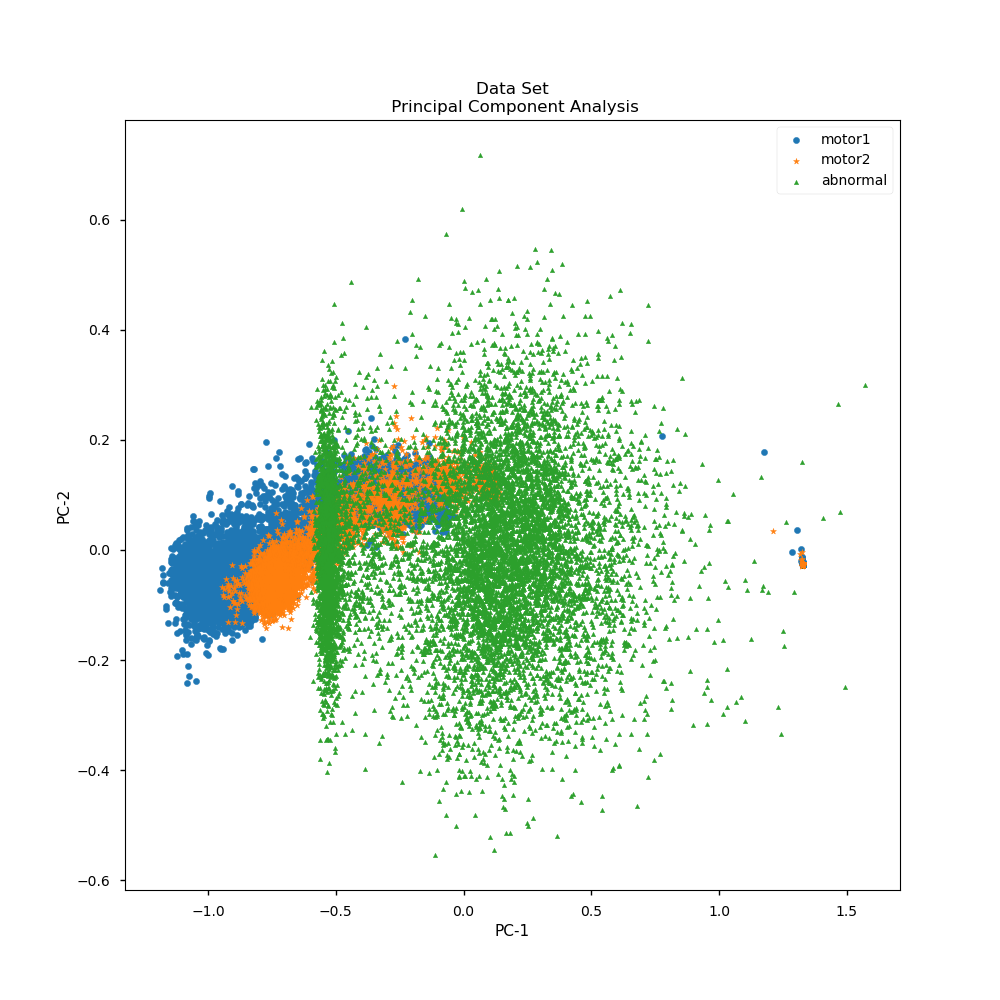 Data Set
Principal Component Analysis
motor1
motor2
abnormal
PC-2
0.6
0.4
0.2
0.0
−0.2
−0.4
−0.6
−1.0
−0.5
0.0
0.5
1.0
1.5
PC-1